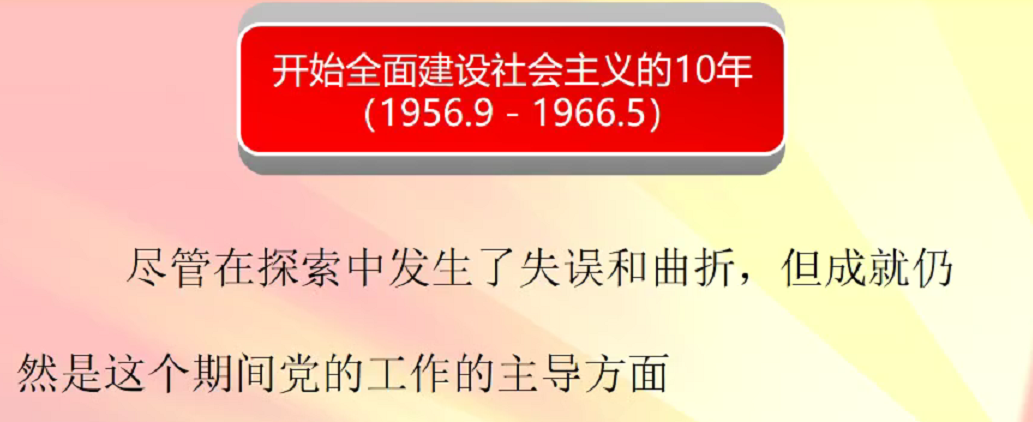 开始全面建设社会主义的10年
（1956.9 - 1966.5）
尽管在探索中发生了失误和曲折，但成就仍
然是这个期间党的工作的主导方面